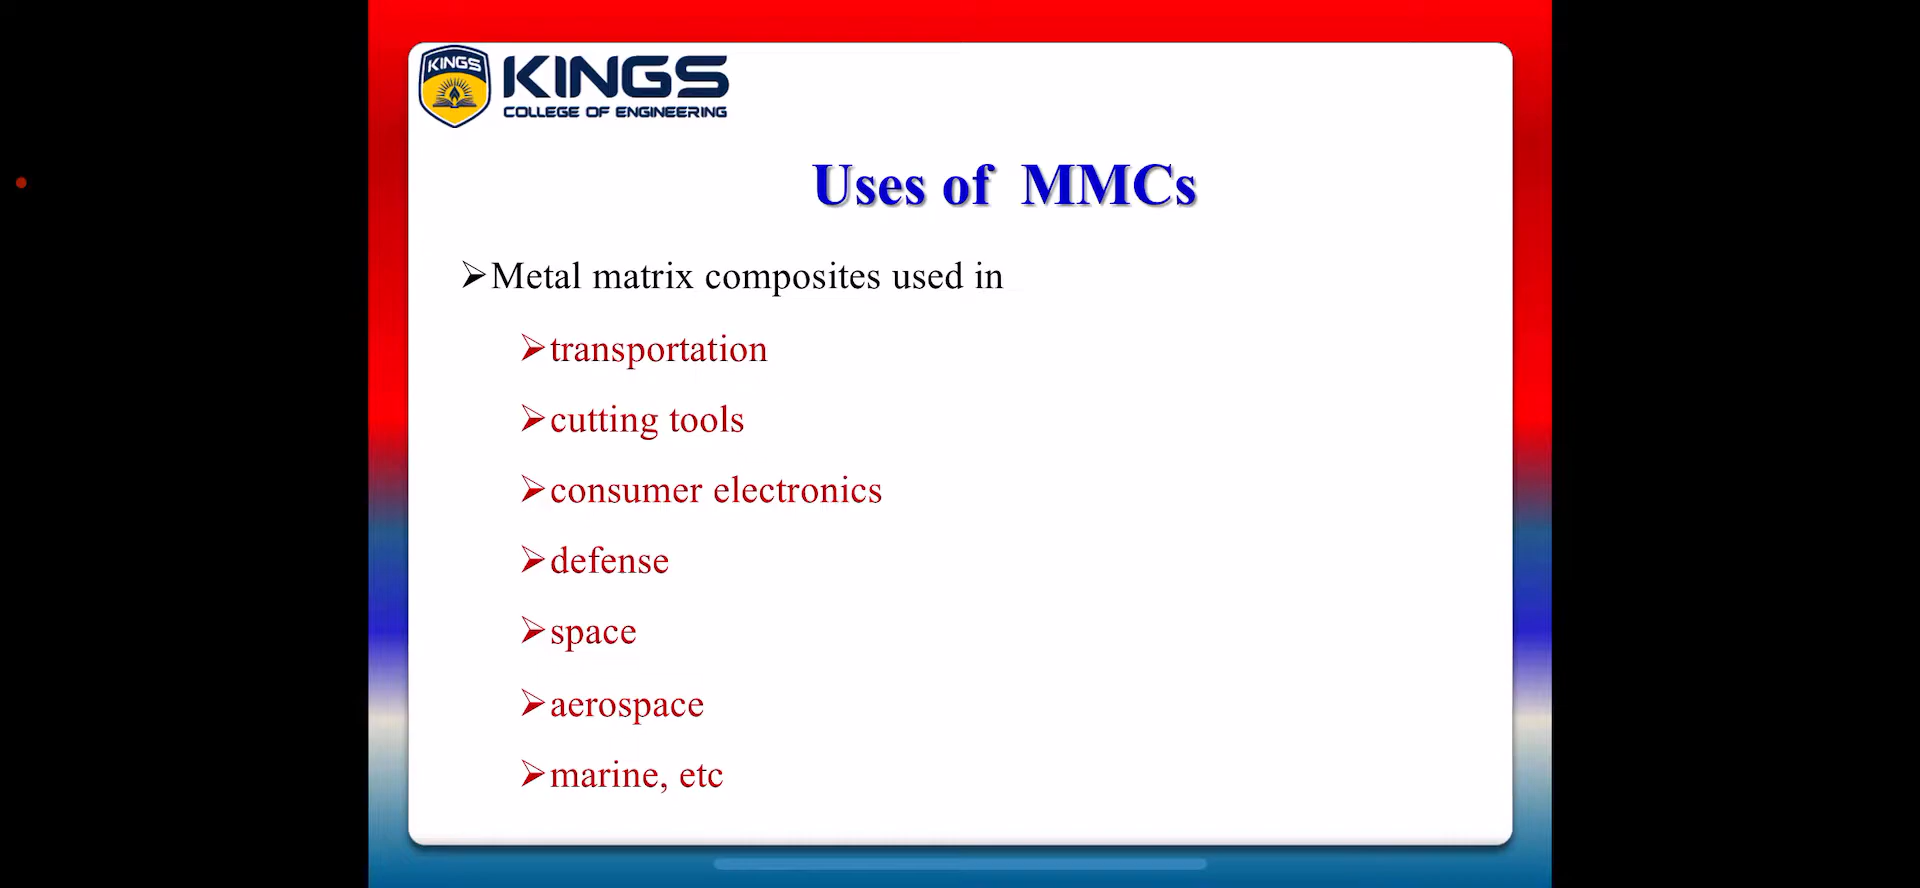 KINGS
KINGS
COLLEGE OF ENGINEERING
Uses of MMCs
➢Metal matrix composites used in
➢transportation
➢cutting tools
➢consumer electronics
➢defense
➢space
➢aerospace
➢marine, etc